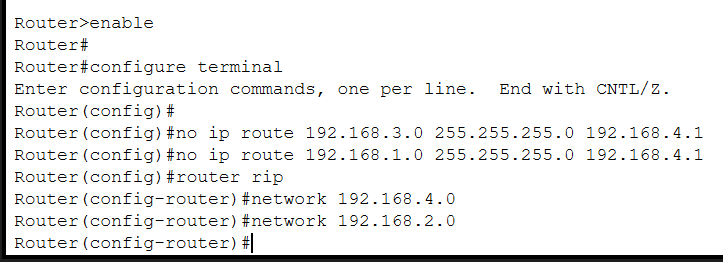 Router>enable
Router#
Router#configure terminal
Enter configuration commands, one per line.  End with CNTL/Z.
Router(config)#
Router(config)#no ip route 192.168.3.0 255.255.255.0 192.168.4.1
Router(config)#no ip route 192.168.1.0 255.255.255.0 192.168.4.1
Router(config)#router rip
Router(config-router)#network 192.168.4.0
Router(config-router)#network 192.168.2.0
Router(config-router)#